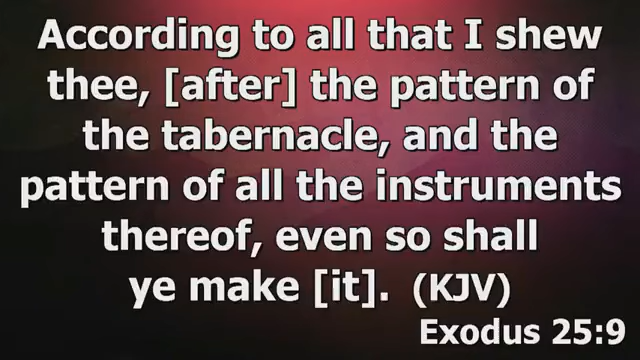 According to all that I shew
thee, [after] the pattern of
the tabernacle, and the
pattern of all the instruments
thereof, even so shall
ye make [it].  (KJV)
Exodus 25:9